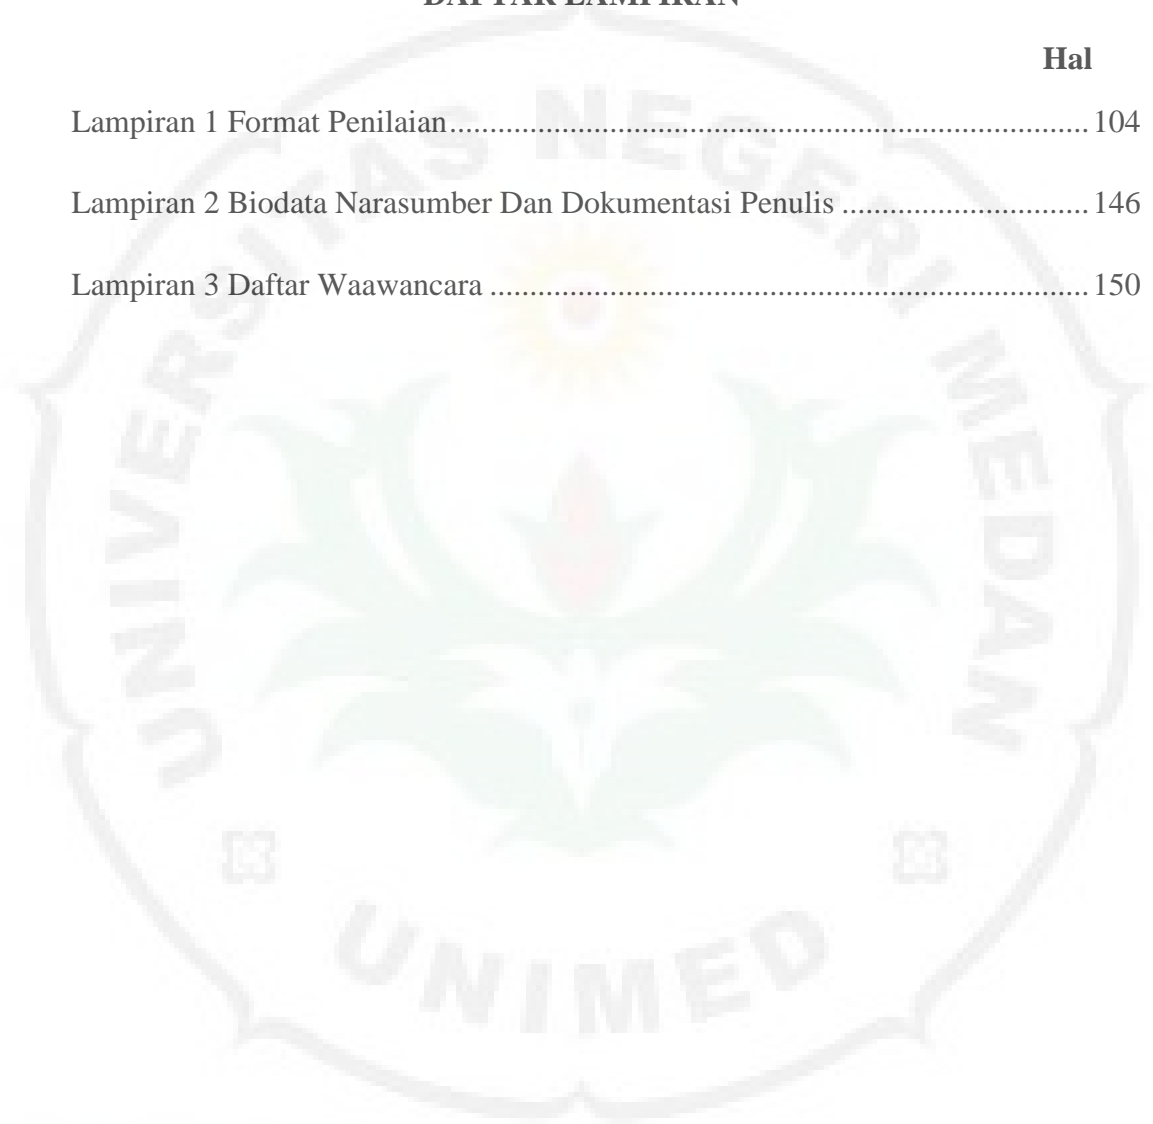 DAFTAR LAMPIRAN
Hal
Lampiran 1 Format Penilaian............................................................................... 104
Lampiran 2 Biodata Narasumber Dan Dokumentasi Penulis .............................. 146
Lampiran 3 Daftar Waawancara .......................................................................... 150
UNIVERSITAS NEGERI MEDAN
UNIMED